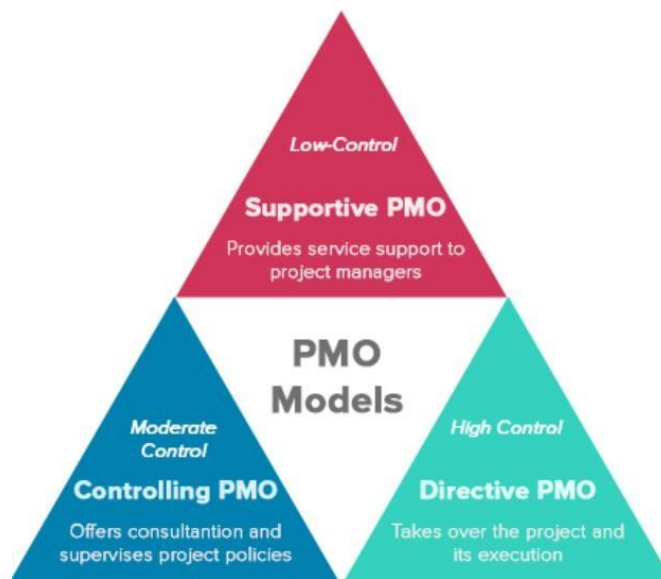 Low-Control
Supportive PMO
Provides service support to
project managers
PMO
Models
Moderate
Control
Controlling PMO
Offers consultantion and
supervises project policies
High Control
Directive PMO
Takes over the project and
its execution